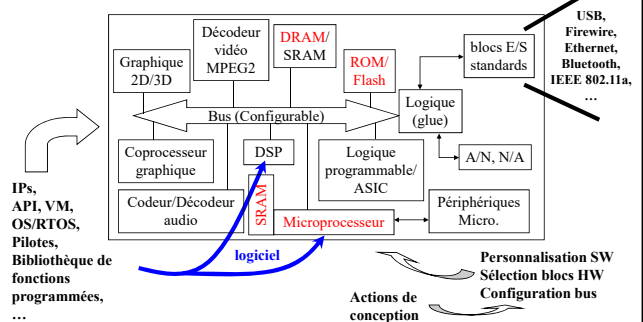 USB,
Firewire,
Ethernet,
Bluetooth,
IEEE 802.11a,
…
Décodeur
vidéo
MPEG2
DRAM/
SRAM
Graphique
2D/3D
ROM/
Flash
blocs E/S
standards
Bus (Configurable)
Logique
(glue)
Coprocesseur
graphique
DSP
Logique
programmable/
ASIC
A/N, N/A
IPs,
API, VM,
OS/RTOS,
Pilotes,
Bibliothèque de
fonctions
programmées,
…
Codeur/Décodeur
audio
SRAM
Microprocesseur
Périphériques
Micro.
logiciel
Personnalisation SW
Sélection blocs HW
Configuration bus
Actions de
conception